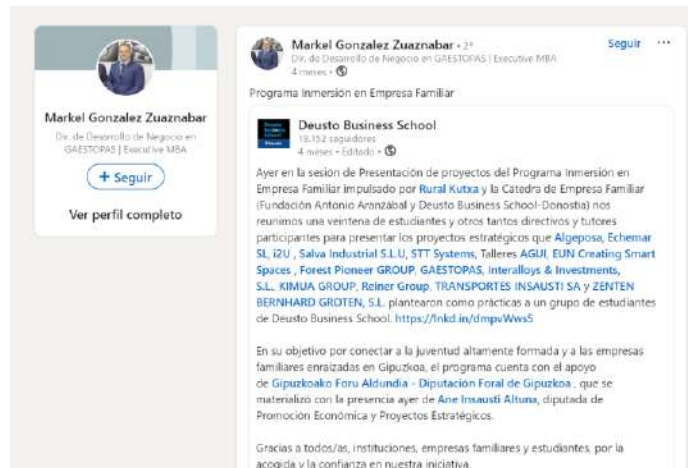 Markel Gonzalez Zuaznabar
Dir. de Desarrollo de Negocio en
GAESTOPAS | Executive MBA
+ Seguir
Ver perfil completo
Markel Gonzalez Zuaznabar • 2º
Seguir ···
Dir. de Desarrollo de Negocio en GAESTOPAS | Executive MBA
4 meses •
Programa Inmersión en Empresa Familiar
Deusto Business School
18,152 seguidores
4 meses • Editado •
Ayer en la sesión de Presentación de proyectos del Programa Inmersión en
Empresa Familiar impulsado por Rural Kutxa y la Cátedra de Empresa Familiar
(Fundación Antonio Aranzábal y Deusto Business School-Donostia) nos
reunimos una veintena de estudiantes y otros tantos directivos y tutores
participantes para presentar los proyectos estratégicos que Algeposa, Echemar
SL, i2U , Salva Industrial S.L.U, STT Systems, Talleres AGUI, EUN Creating Smart
Spaces , Forest Pioneer GROUP, GAESTOPAS, Interalloys & Investments,
S.L., KIMUA GROUP, Reiner Group, TRANSPORTES INSAUSTI SA y ZENTEN
BERNHARD GROTEN, S.L. plantearon como prácticas a un grupo de estudiantes
de Deusto Business School. https://lnkd.in/dmpvWws5
En su objetivo por conectar a la juventud altamente formada y a las empresas
familiares enraizadas en Gipuzkoa, el programa cuenta con el apoyo
de Gipuzkoako Foru Aldundia - Diputación Foral de Gipuzkoa , que se
materializó con la presencia ayer de Ane Insausti Altuna, diputada de
Promoción Económica y Proyectos Estratégicos.
Gracias a todos/as, instituciones, empresas familiares y estudiantes, por la
acogida y la confianza en nuestra iniciativa.